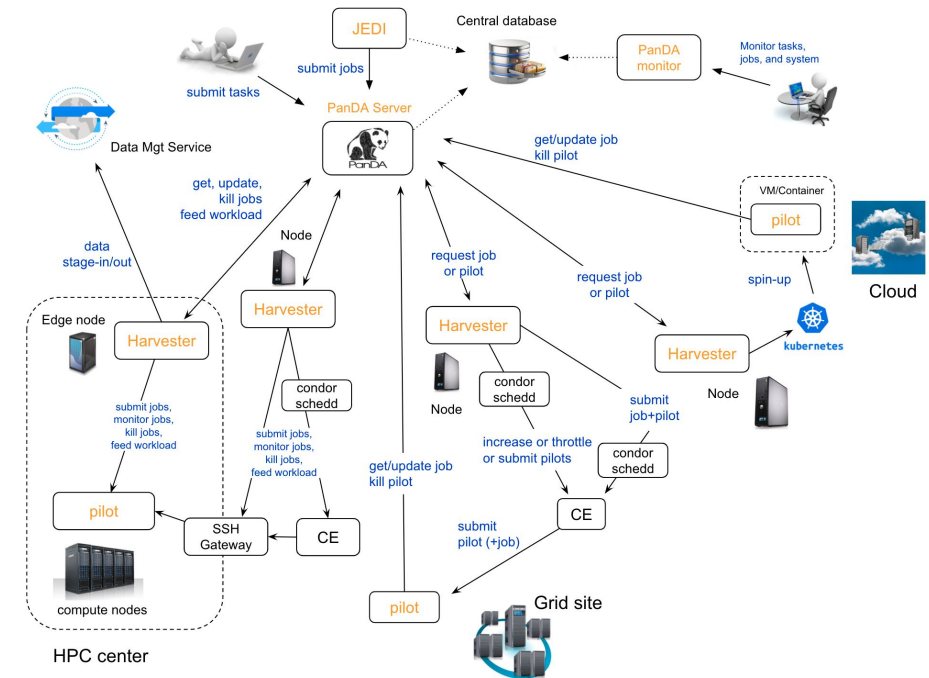 JEDI
Central database
PanDA
monitor
Monitor tasks,
jobs, and system
submit jobs
submit tasks
PanDA Server
PanDA
Data Mgt Service
get/update job
kill pilot
get, update,
kill jobs
feed workload
VM/Container
pilot
data
stage-in/out
Node
request job
or pilot
request job
or pilot
spin-up
Cloud
Edge node
Harvester
Harvester
Harvester
Harvester
kubernetes
Node
Node
condor
schedd
condor
schedd
submit
job+pilot
submit jobs,
monitor jobs,
kill jobs,
feed workload
submit jobs,
monitor jobs,
kill jobs,
feed workload
increase or throttle
or submit pilots
condor
schedd
get/update job
kill pilot
pilot
SSH
Gateway
CE
CE
submit
pilot (+job)
compute nodes
pilot
Grid site
HPC center